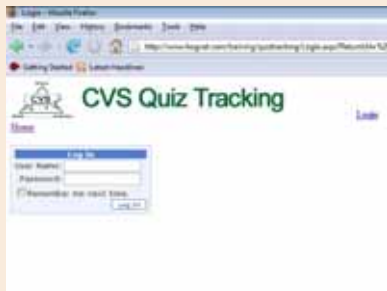 Login - Mozilla Firefox
File Edit View History Bookmarks Tools Help
Getting Started Latest Headlines
CVS CVS Quiz Tracking
Login
Home
Log In
User Name:
Password:
Remember me next time.
Log In